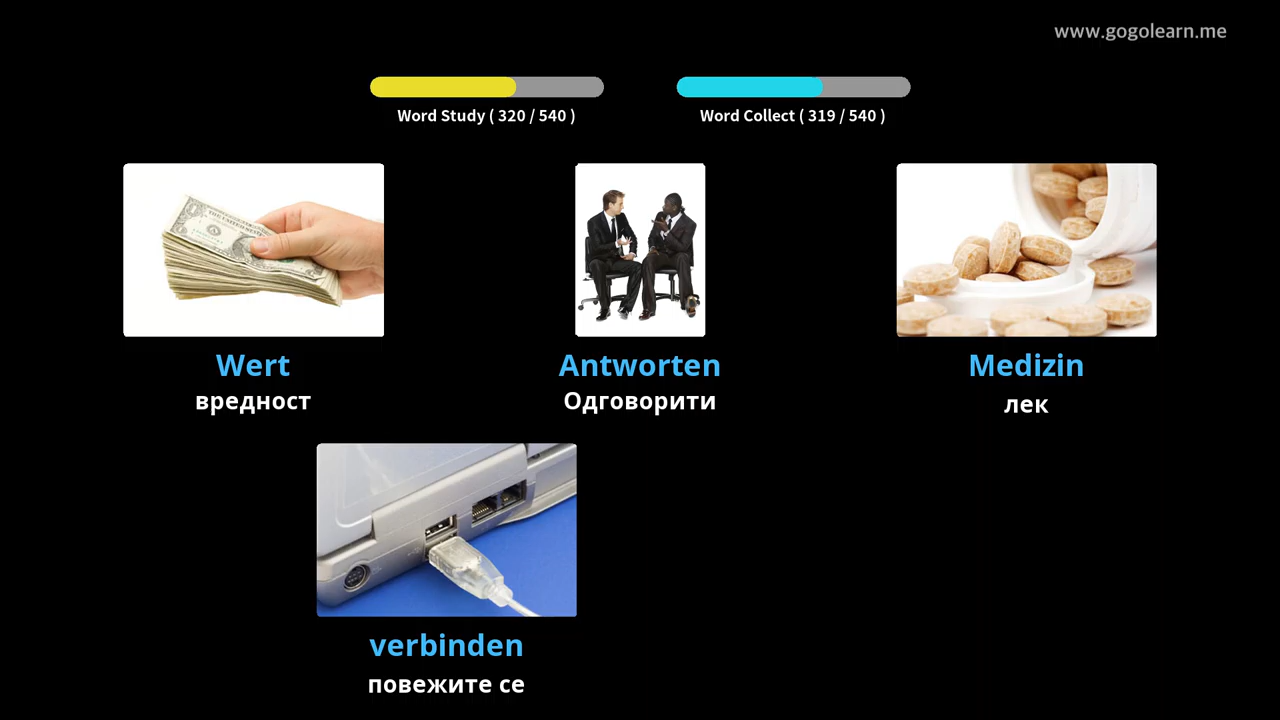 www.gogolearn.me
Word Study ( 320 / 540 )
Word Collect ( 319 / 540 )
Wert
вредност
Antworten
Одговорити
Medizin
лек
verbinden
повежите се